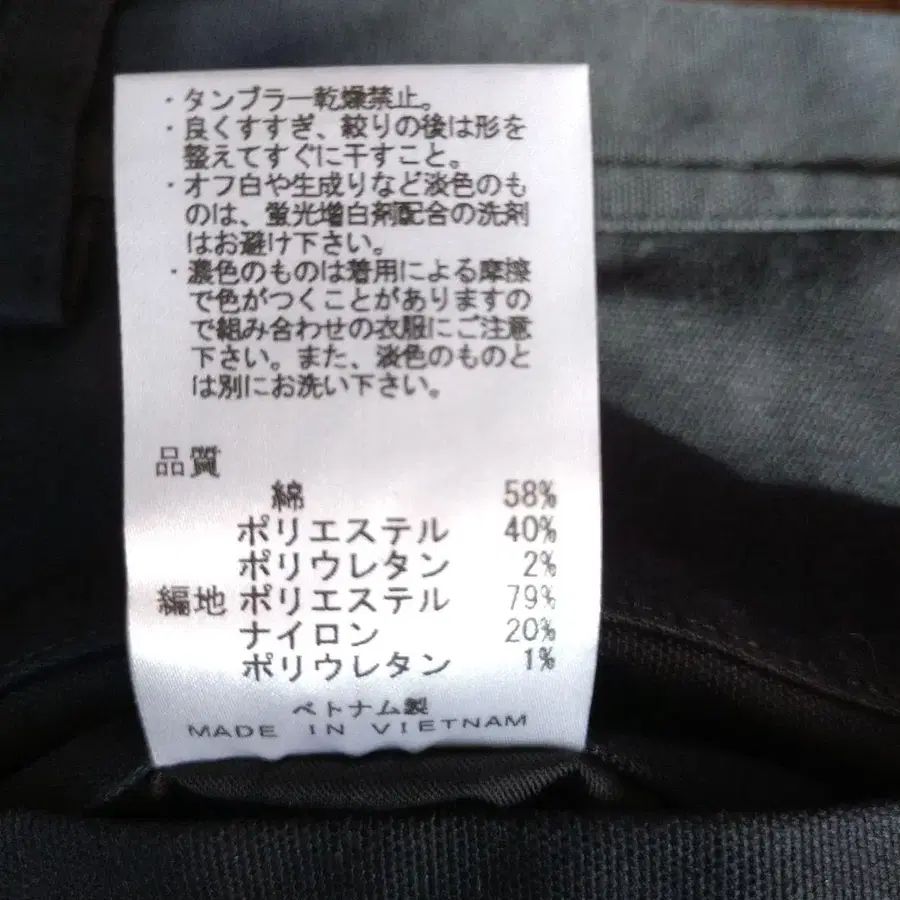 ・タンブラー乾燥禁止。
・良くすすぎ、絞りの後は形を
整えてすぐに干すこと。
・オフ白や生成りなど淡色のも
のは、蛍光増白剤配合の洗剤
はお避け下さい。
・濃色のものは着用による摩擦
で色がつくことがありますの
で組み合わせの衣服にご注意
下さい。また、淡色のものと
は別にお洗い下さい。
品質
綿 58%
ポリエステル 40%
ポリウレタン 2%
編地 ポリエステル 79%
ナイロン 20%
ポリウレタン 1%
ベトナム製
MADE IN VIETNAM